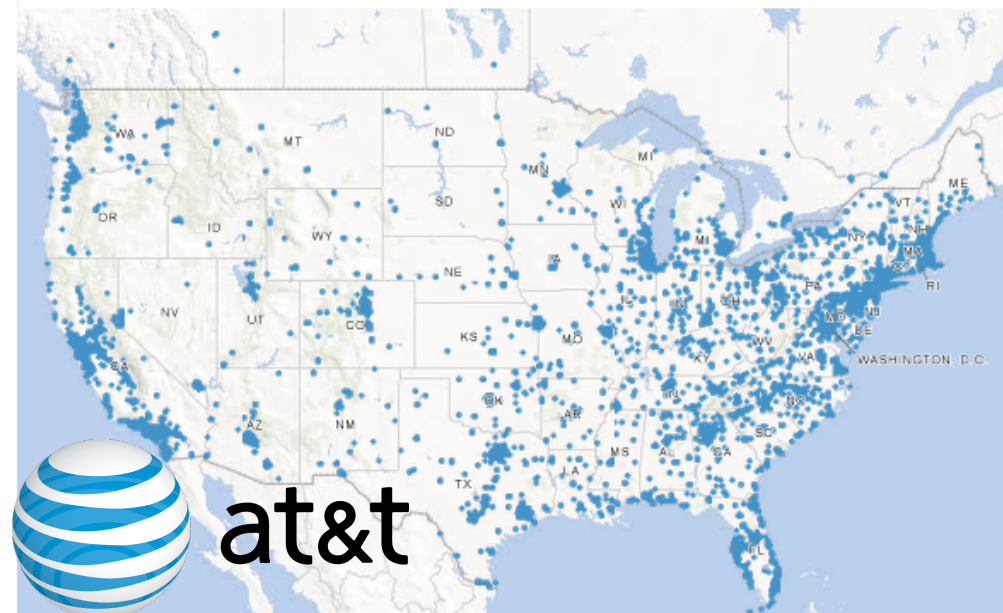 WA
MT
ND
MN
MI
ME
VT
OR
ID
SD
WI
WY
MI
NY
NH
MA
IA
NE
PA
RI
NV
UT
CO
IL
IN
OH
NJ
MD
DE
KS
MO
WV
KY
VA
WASHINGTON, D.C.
CA
TN
NC
OK
AR
AZ
NM
SC
MS
AL
GA
LA
TX
at&t
FL